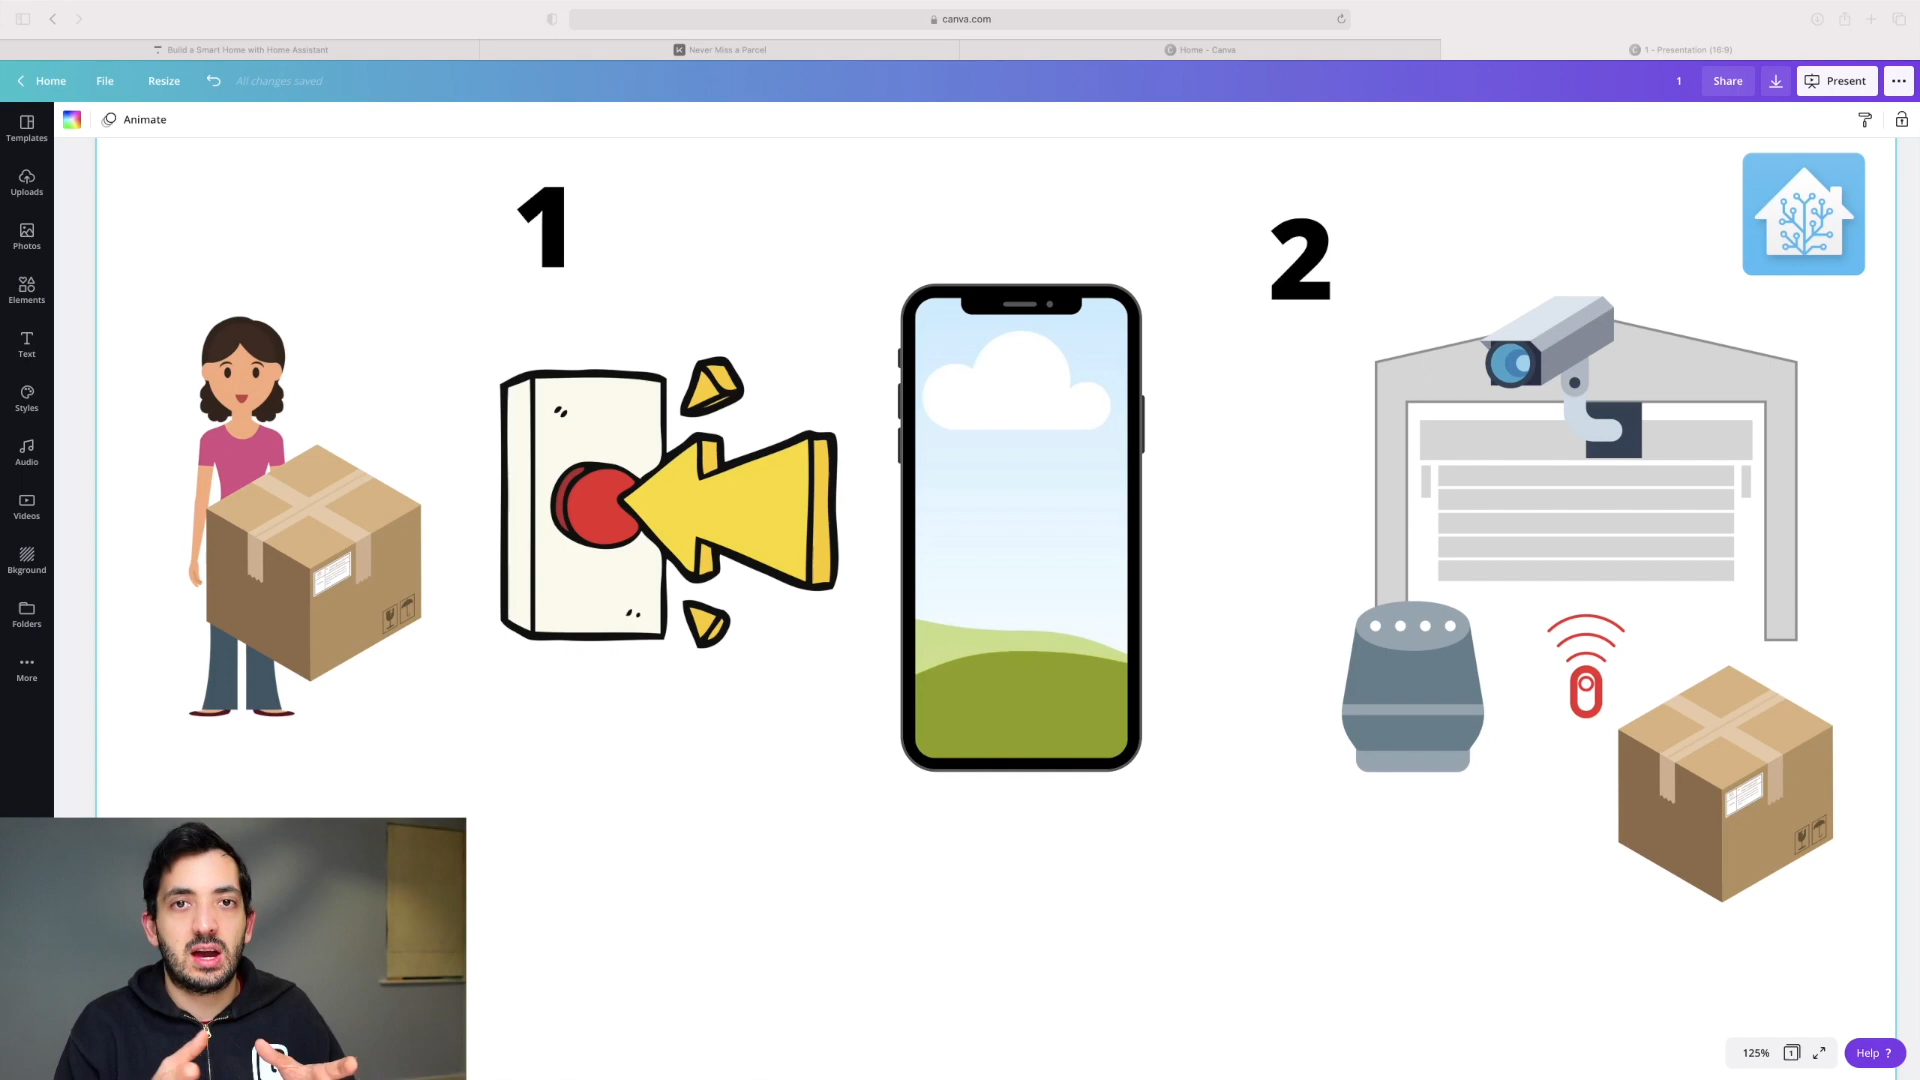 canva.com
Build a Smart Home with Home Assistant
Never Miss a Parcel
Home - Canva
1 - Presentation (16:9)
Home
File
Resize
All changes saved
1
Share
Present
Animate
Templates
Uploads
Photos
Elements
Text
Styles
Audio
Videos
Bkground
Folders
More
1
2
125%
1
Help ?